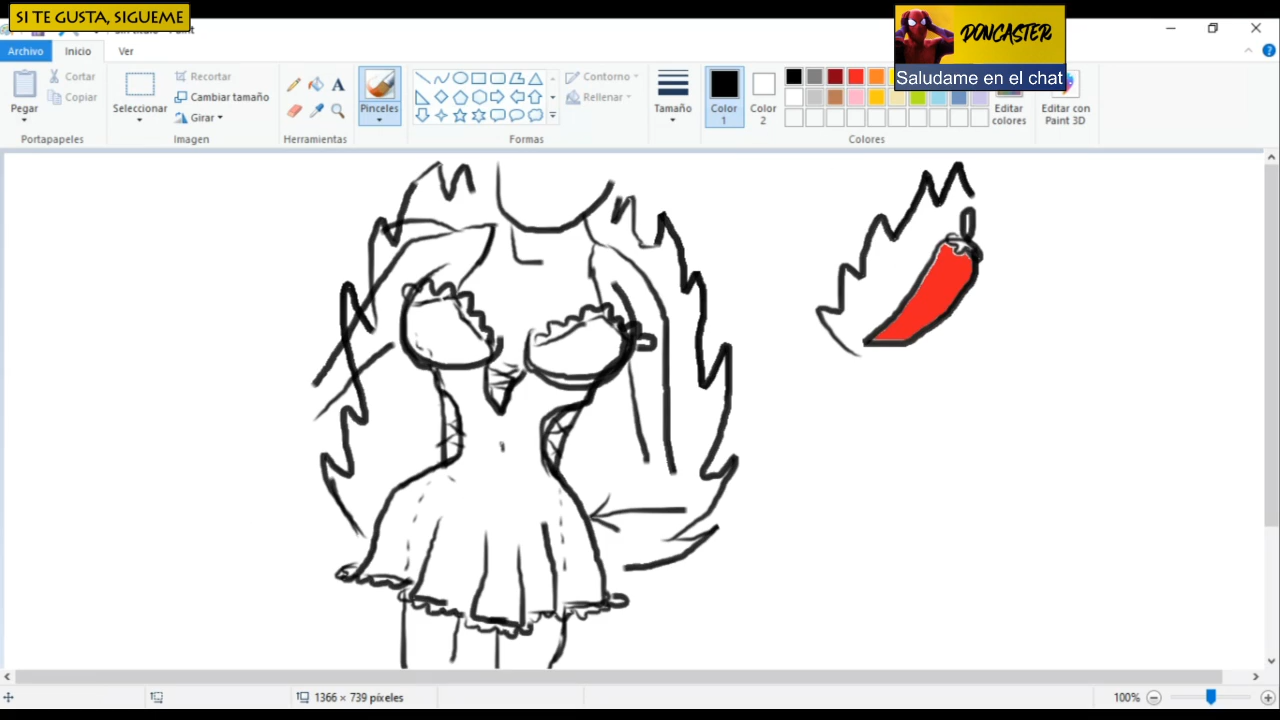 SI TE GUSTA, SIGUEME
DONCASTER
Saludame en el chat
Archivo
Inicio
Ver
Pegar
Cortar
Copiar
Portapapeles
Seleccionar
Recortar
Cambiar tamaño
Girar
Imagen
A
Herramientas
Pinceles
Contorno
Rellenar
Formas
Tamaño
Color
1
Color
2
Editar
colores
Editar con
Paint 3D
Colores
1366 × 739 píxeles
100%